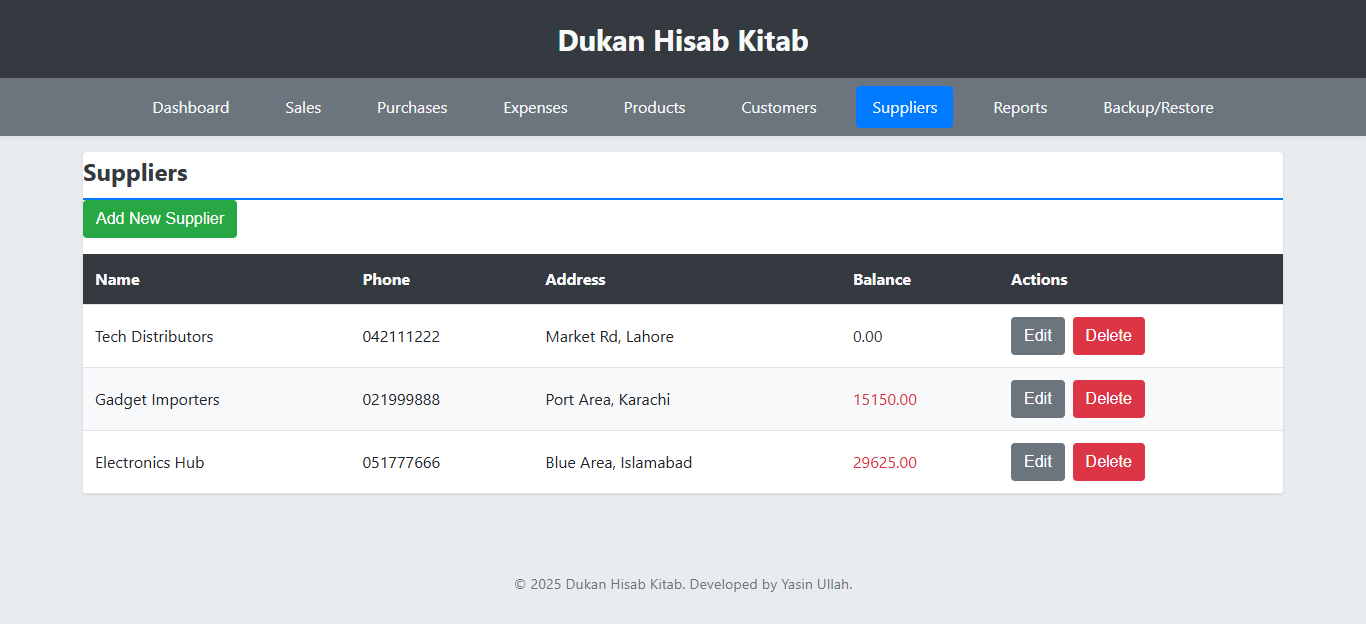 Dukan Hisab Kitab
Dashboard Sales Purchases Expenses Products Customers Suppliers Reports Backup/Restore
Suppliers
Add New Supplier
Name Phone Address Balance Actions
Tech Distributors 042111222 Market Rd, Lahore 0.00 Edit Delete
Gadget Importers 021999888 Port Area, Karachi 15150.00 Edit Delete
Electronics Hub 051777666 Blue Area, Islamabad 29625.00 Edit Delete
© 2025 Dukan Hisab Kitab. Developed by Yasin Ullah.